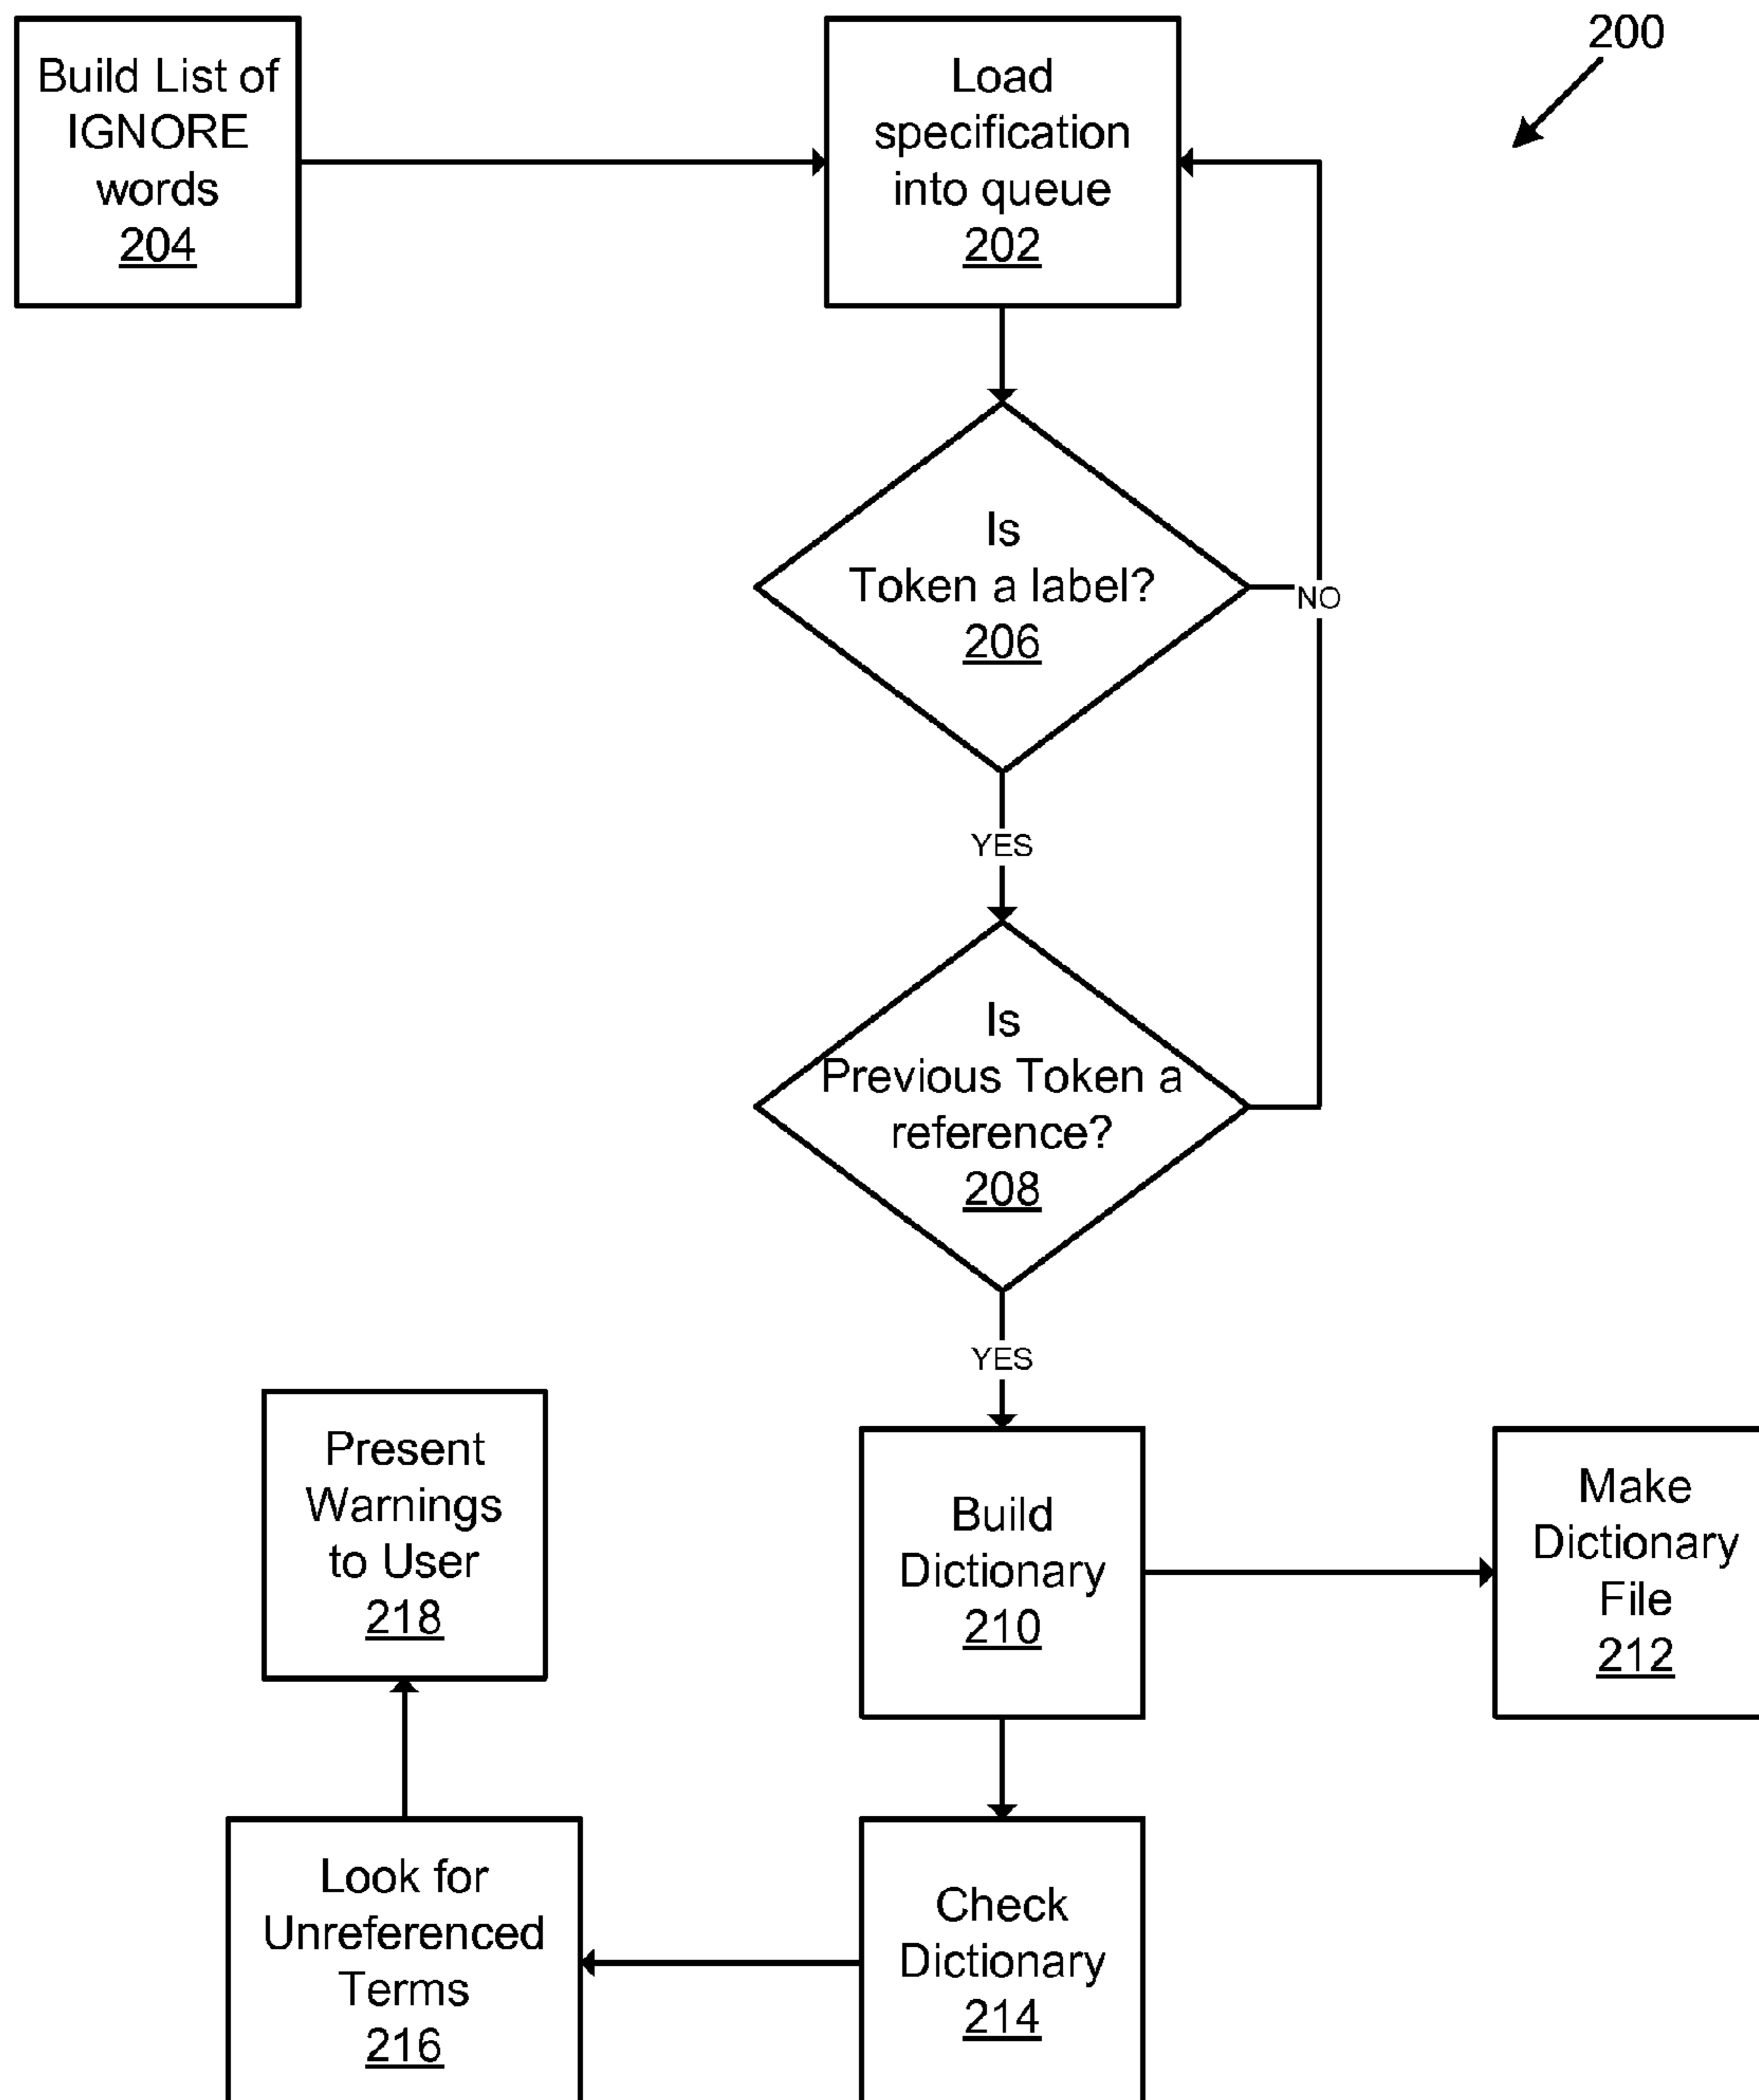 Build List of
IGNORE
words
204
Load
specification
into queue
202
200
Is
Token a label?
206
NO
YES
Is
Previous Token a
reference?
208
YES
Present
Warnings
to User
218
Build
Dictionary
210
Make
Dictionary
File
212
Look for
Unreferenced
Terms
216
Check
Dictionary
214